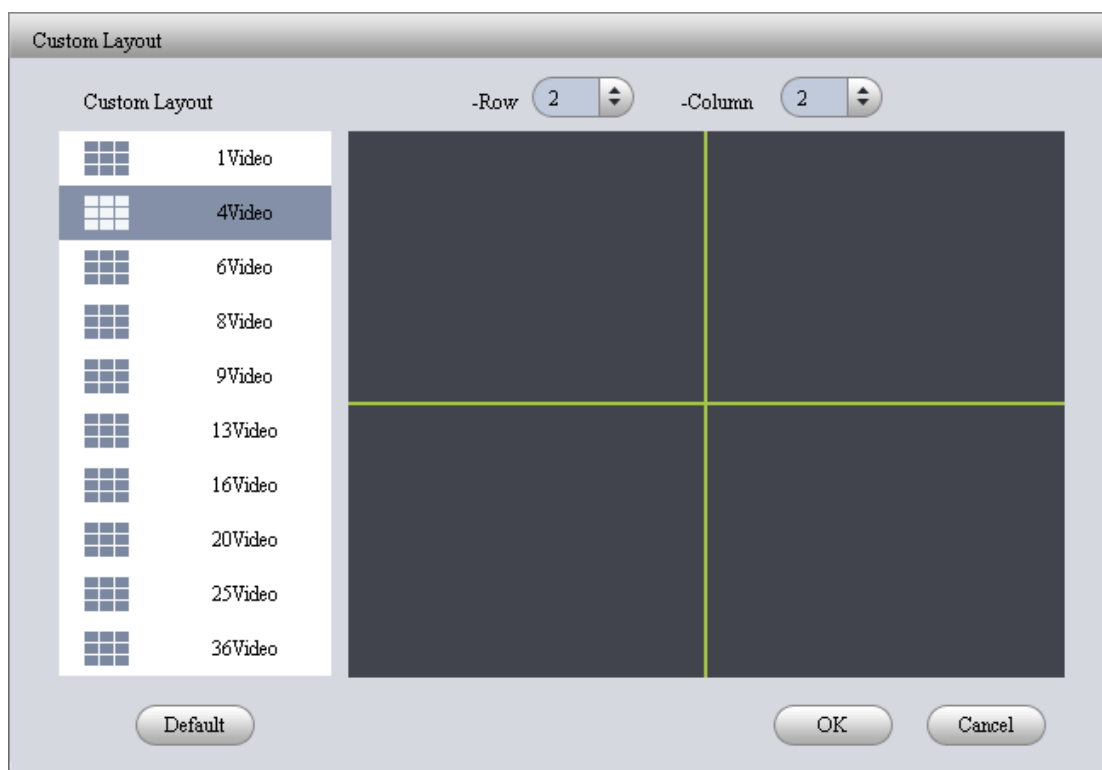 Custom Layout
Custom Layout -Row 2 -Column 2
1Video
4Video
6Video
8Video
9Video
13Video
16Video
20Video
25Video
36Video
Default OK Cancel